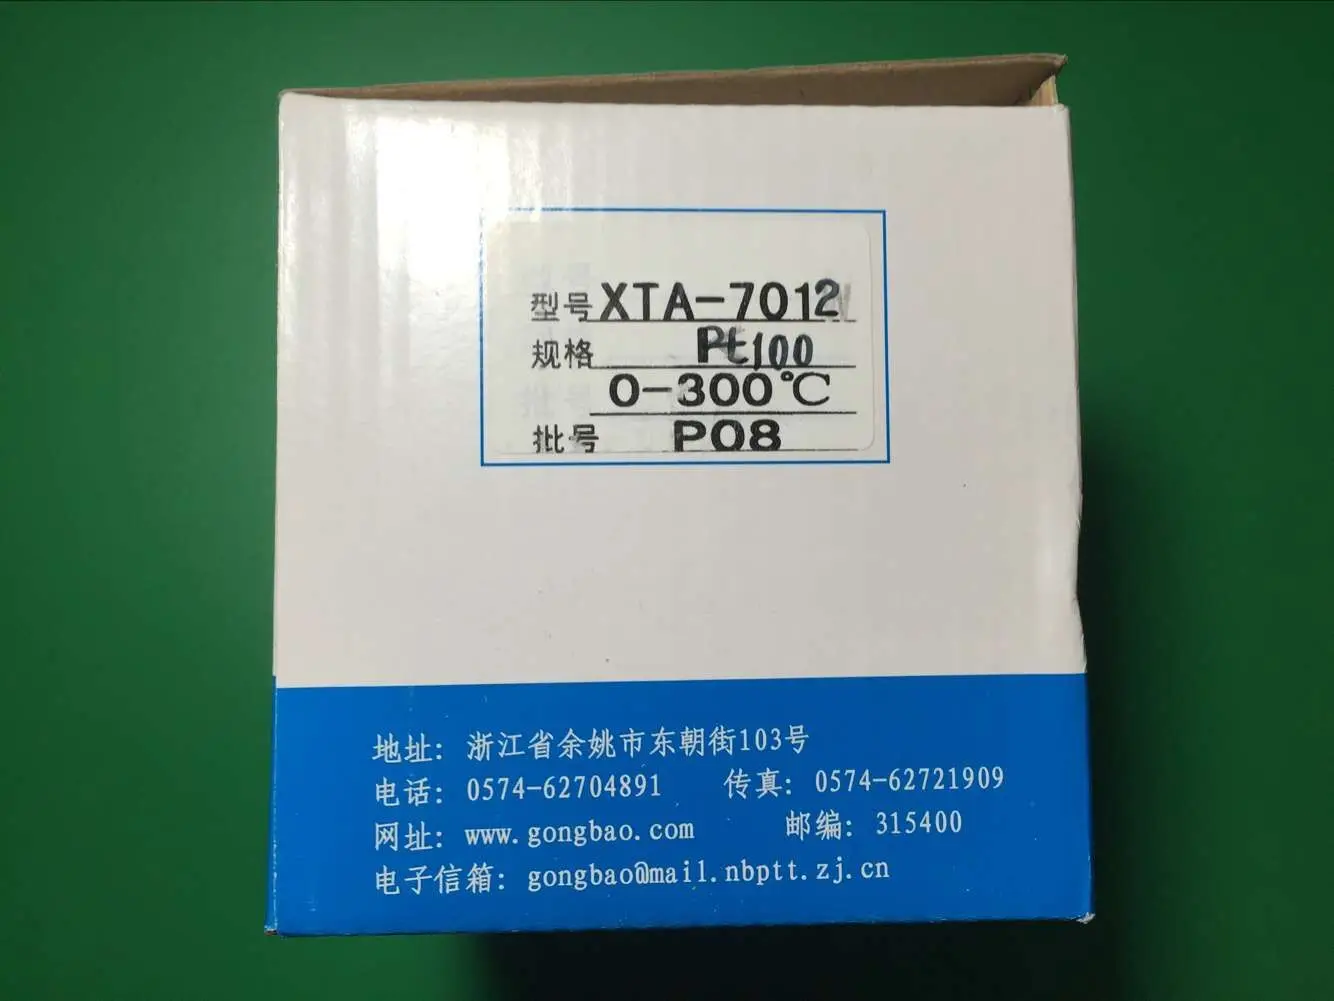 型号 XTA-7012
规格 Pt100
0-300℃
批号 P08
地址: 浙江省余姚市东朝街103号
电话: 0574-62704891 传真: 0574-62721909
网址: www.gongbao.com 邮编: 315400
电子信箱: gongbao@mail.nbptt.zj.cn